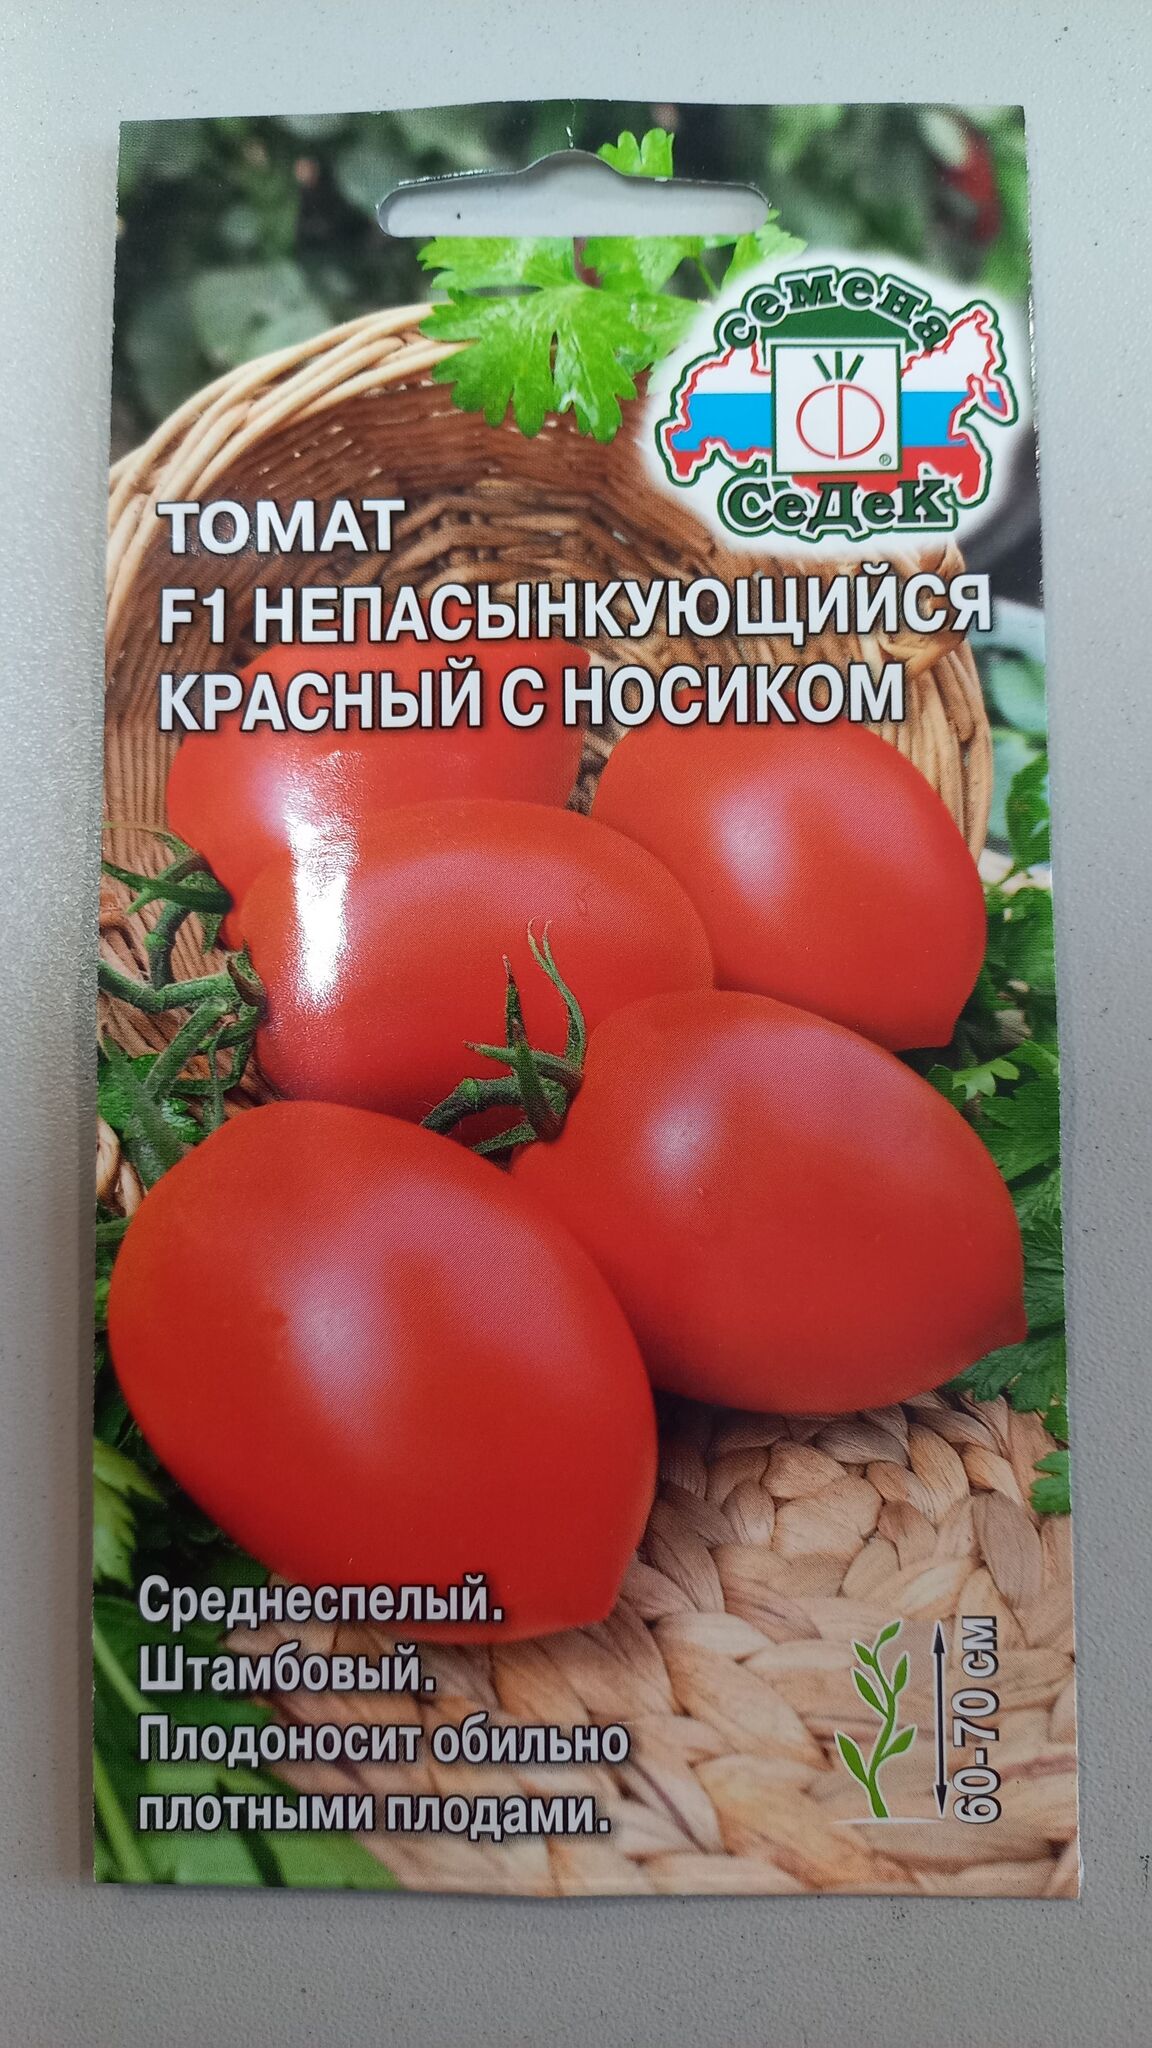 семена
СеДеК
ТОМАТ
F1 НЕПАСЫНКУЮЩИЙСЯ
КРАСНЫЙ С НОСИКОМ
Среднеспелый.
Штамбовый.
Плодоносит обильно
плотными плодами.
60-70 см